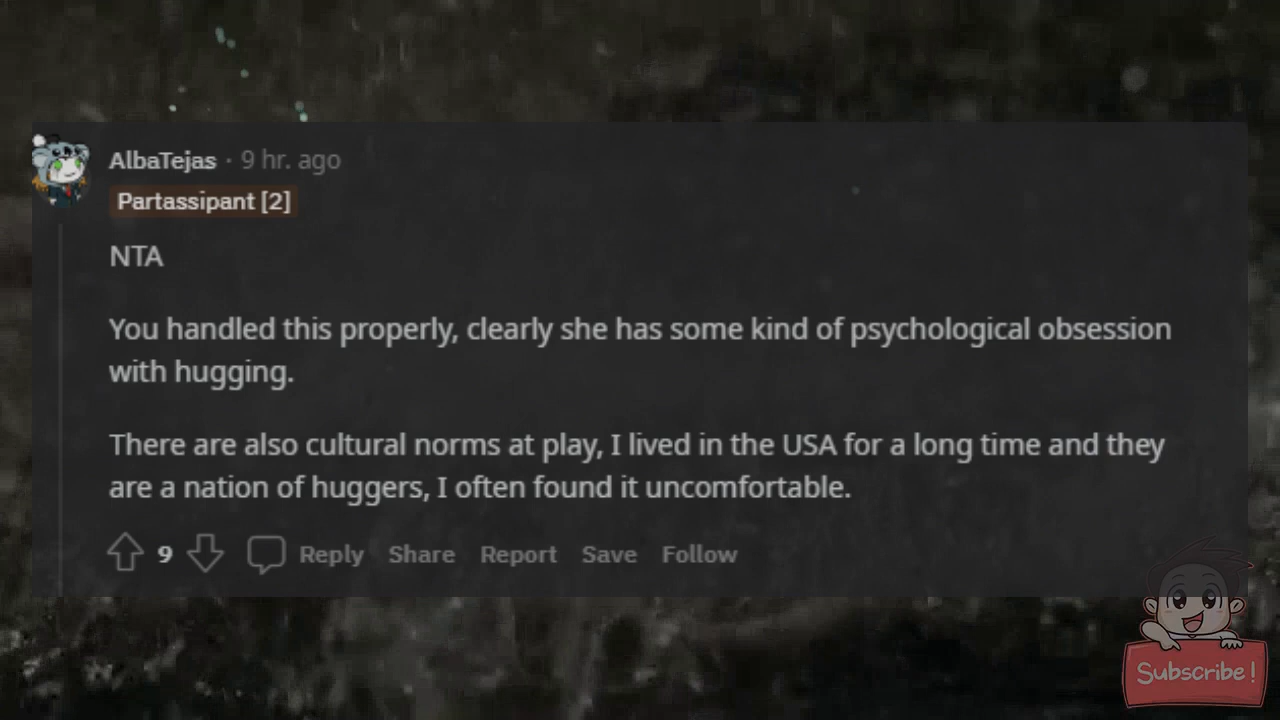 AlbaTejas · 9 hr. ago
Partassipant [2]
NTA
You handled this properly, clearly she has some kind of psychological obsession
with hugging.
There are also cultural norms at play, I lived in the USA for a long time and they
are a nation of huggers, I often found it uncomfortable.
9 Reply Share Report Save Follow
Subscribe!